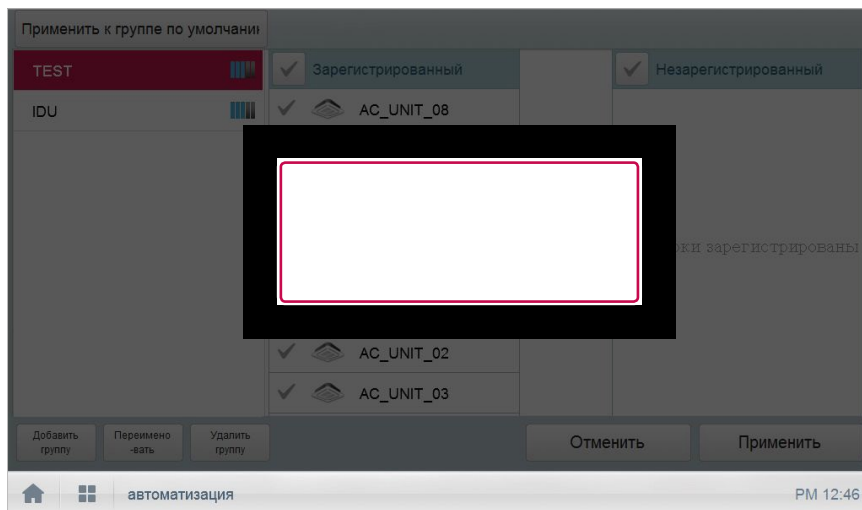 Применить к группе по умолчани
TEST
Зарегистрированный
Незарегистрированный
IDU
AC_UNIT_08
зарегистрированы
AC_UNIT_02
AC_UNIT_03
Добавить
группу
Переимено
-вать
Удалить
группу
Отменить
Применить
автоматизация
PM 12:46